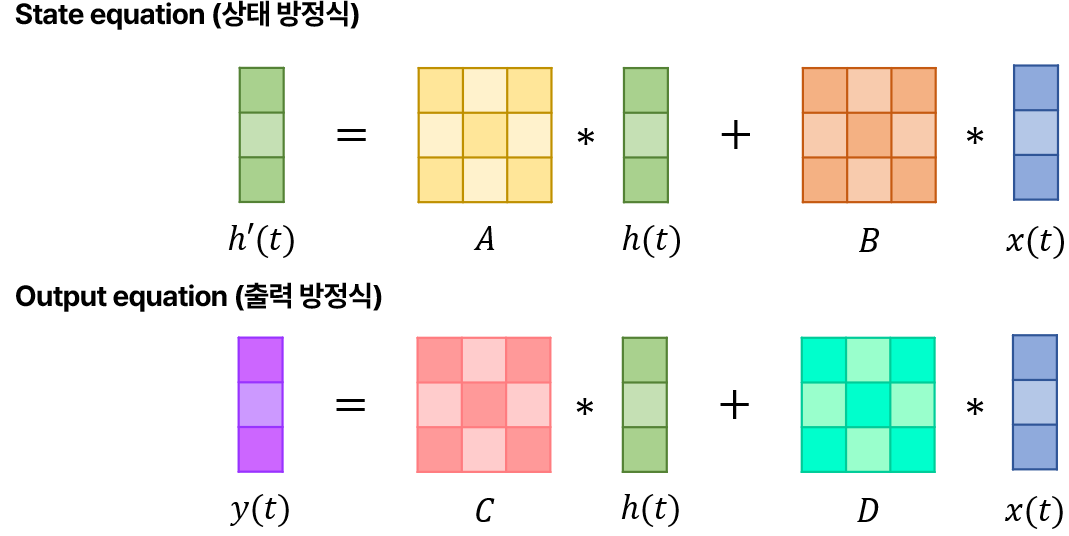 State equation (상태 방정식)
= * + *
h′(t) A h(t) B x(t)
Output equation (출력 방정식)
= * + *
y(t) C h(t) D x(t)